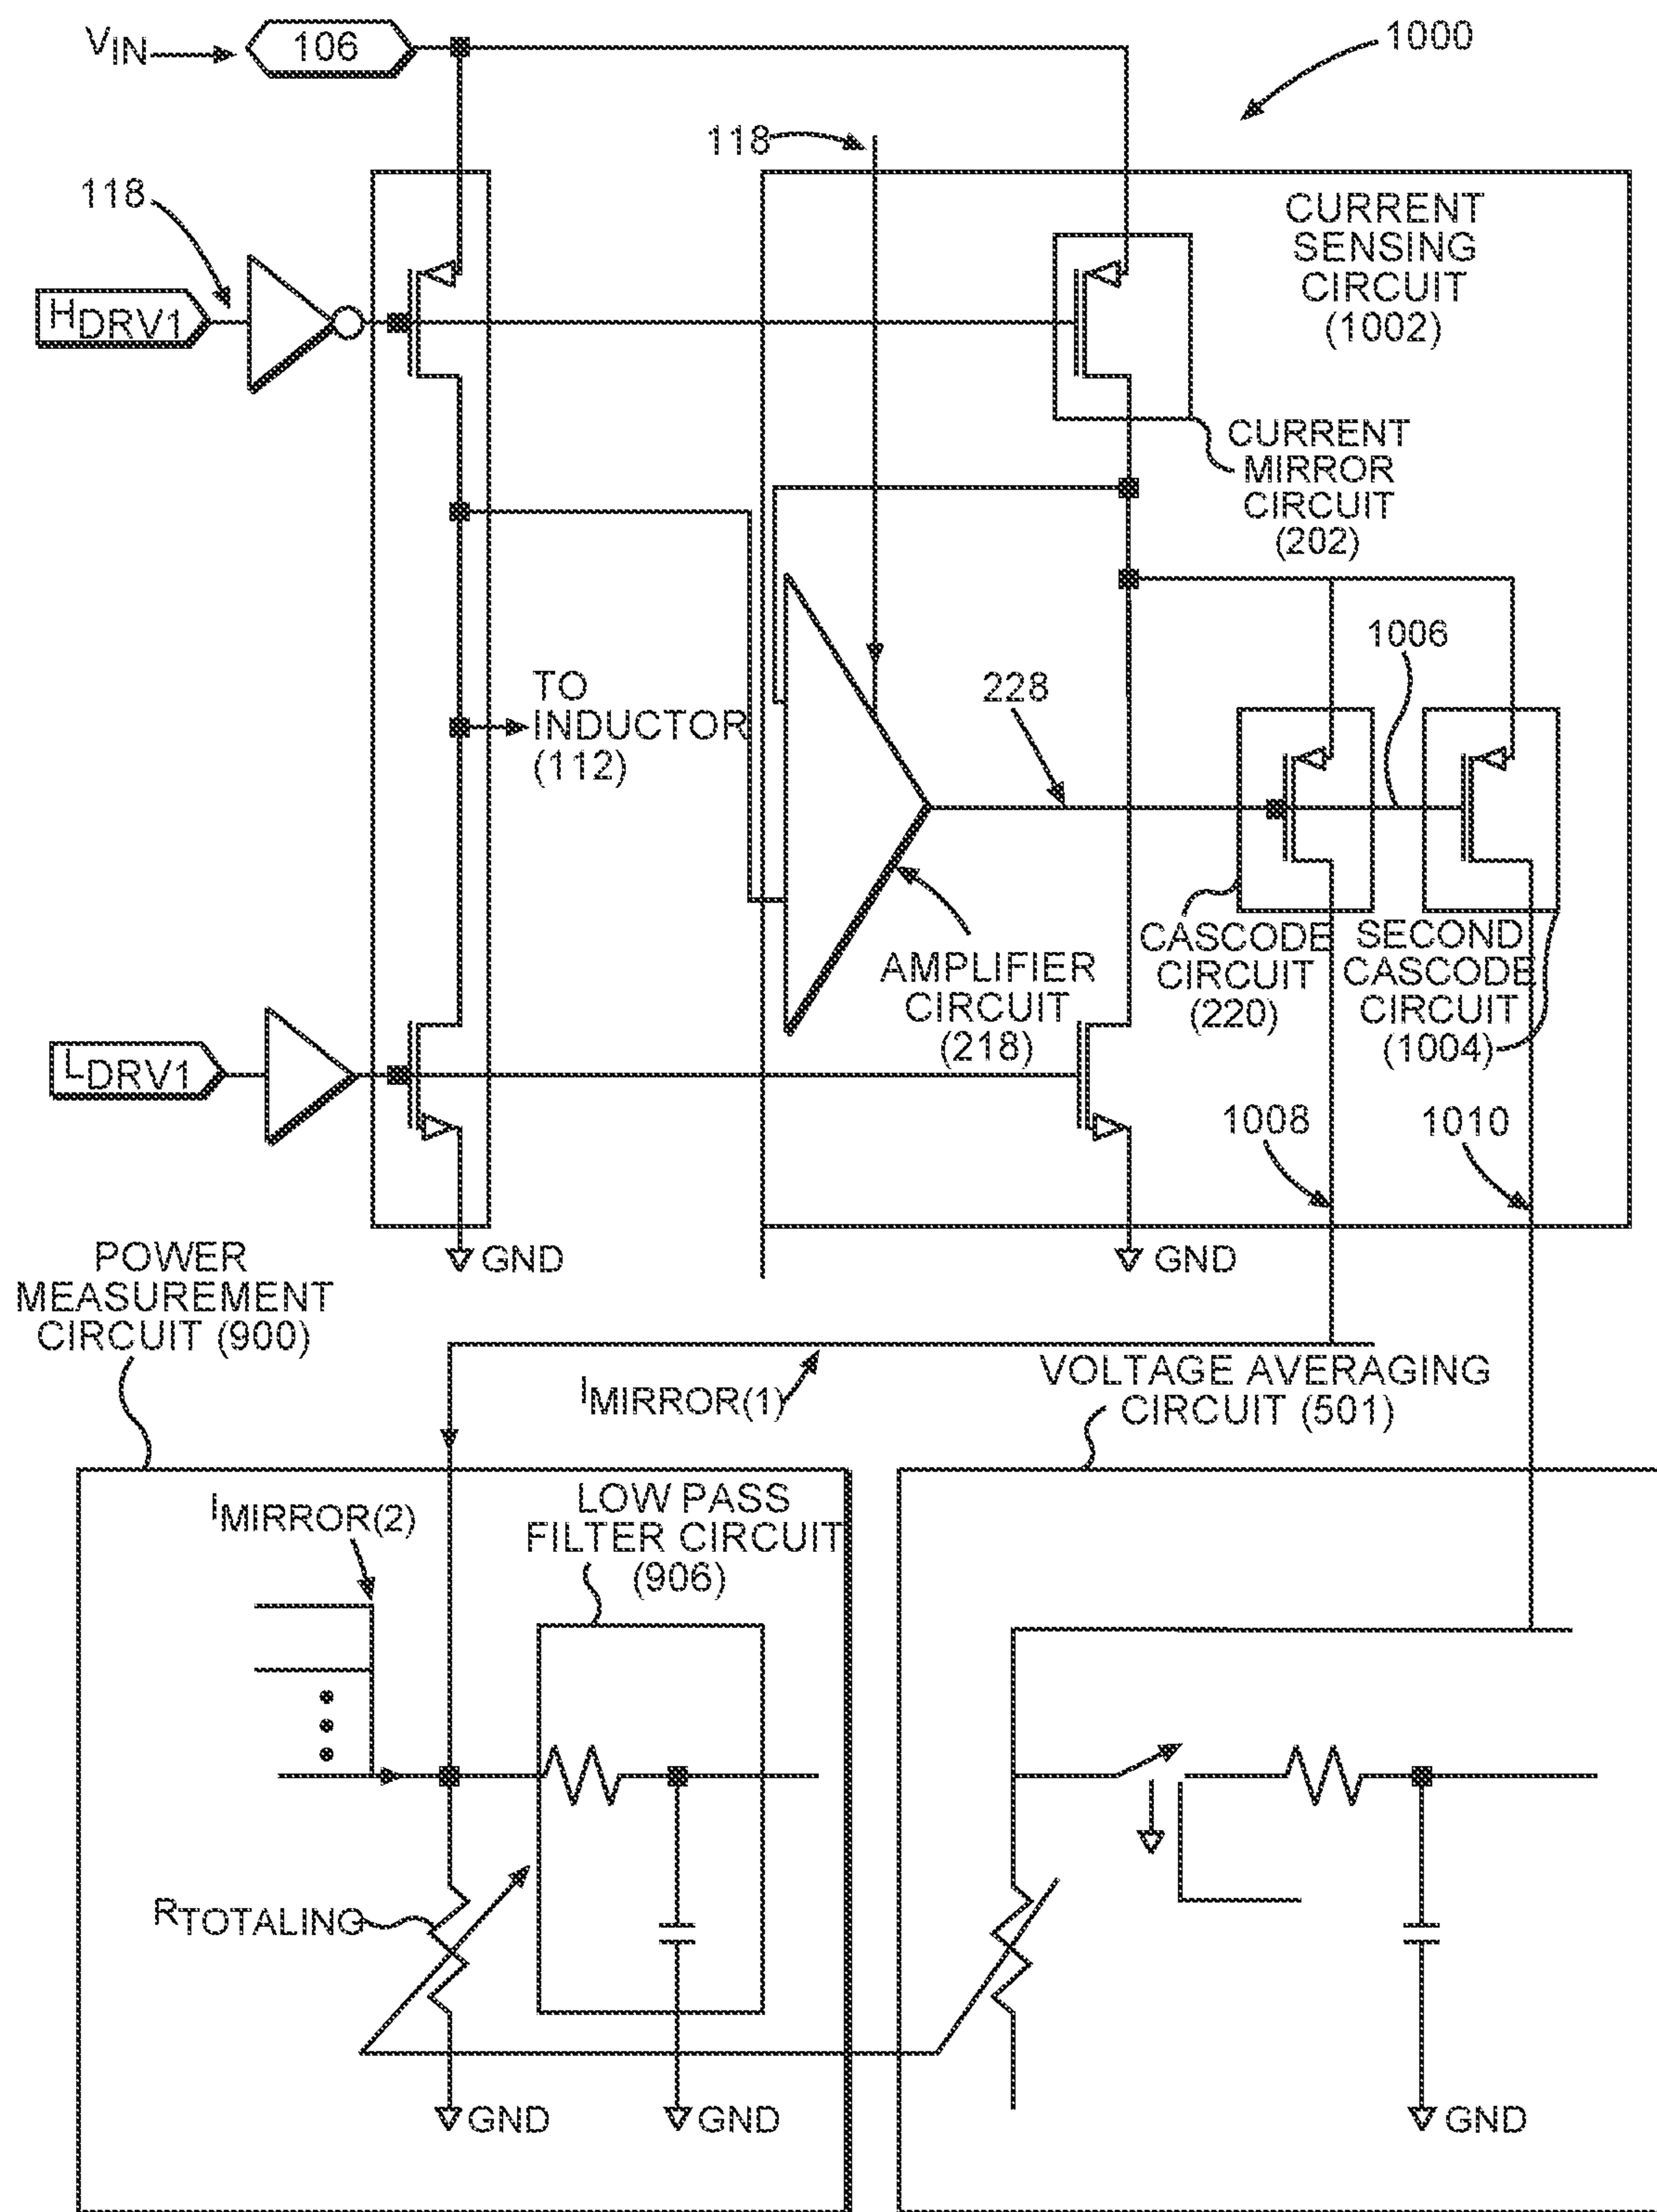 VIN
106
1000
118
118
CURRENT
SENSING
CIRCUIT
(1002)
HDRV1
CURRENT
MIRROR
CIRCUIT
(202)
1006
TO
INDUCTOR
(112)
228
CASCODE
CIRCUIT
(220)
SECOND
CASCODE
CIRCUIT
(1004)
AMPLIFIER
CIRCUIT
(218)
LDRV1
1008
1010
GND
GND
POWER
MEASUREMENT
CIRCUIT (900)
IMIRROR(1)
VOLTAGE AVERAGING
CIRCUIT (501)
IMIRROR(2)
LOW PASS
FILTER CIRCUIT
(906)
RTOTALING
GND
GND
GND